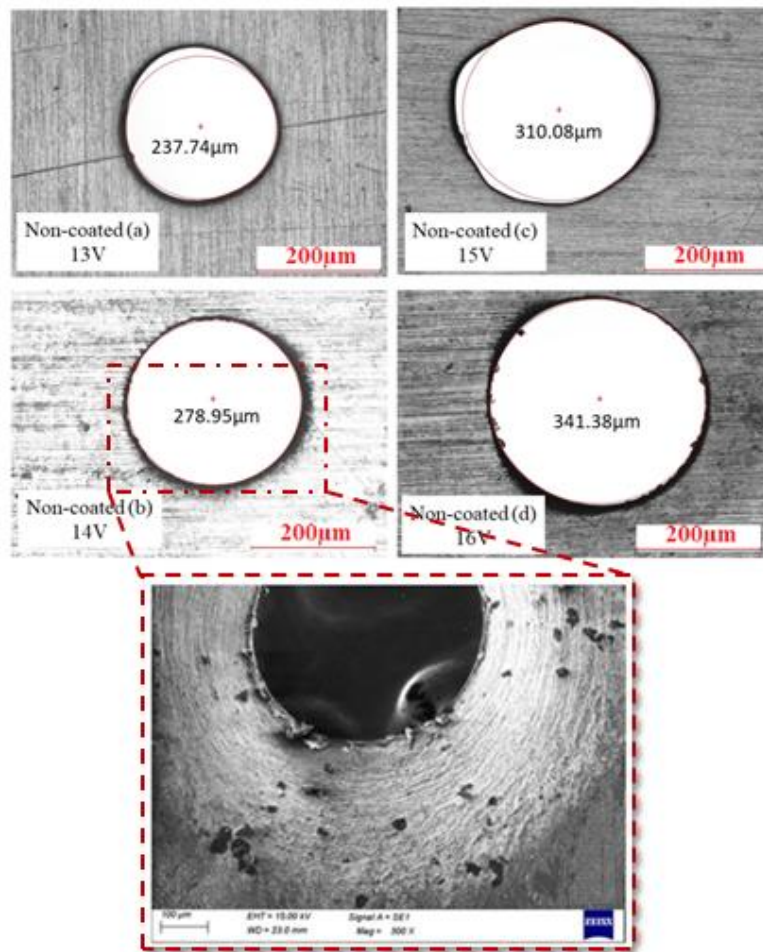 237.74µm
Non-coated (a)
13V
200µm
310.08µm
Non-coated (c)
15V
200µm
278.95µm
Non-coated (b)
14V
200µm
341.38µm
Non-coated (d)
16V
200µm
100 µm
EHT = 15.00 kV
Signal A = SE1
WD = 23.0 mm
Mag = 300 X
ZEISS